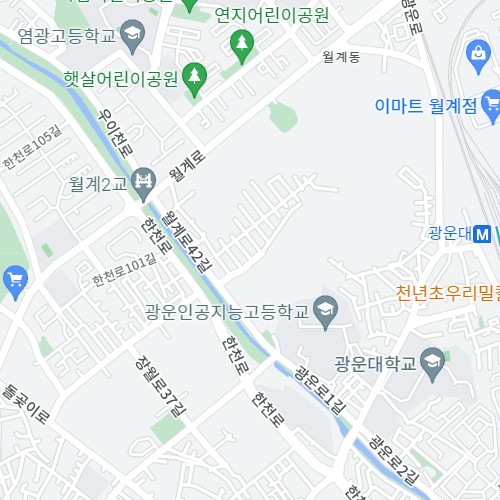 연지어린이공원
염광고등학교
광운로
월계동
햇살어린이공원
이마트 월계점
우이천로
한천로105길
월계로
월계2교
한천로
월계로42길
광운대
M
한천로101길
천년초우리밀칼
광운인공지능고등학교
한천로
광운대학교
장월로37길
광운로1길
돌곶이로
한천로
광운로2길